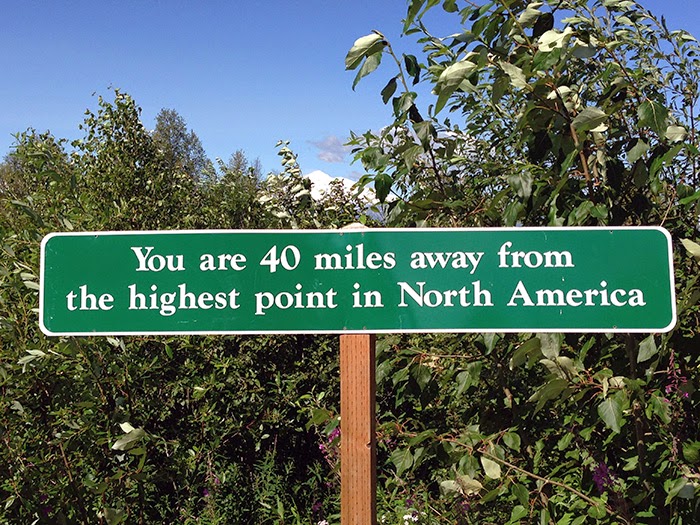 You are 40 miles away from
the highest point in North America